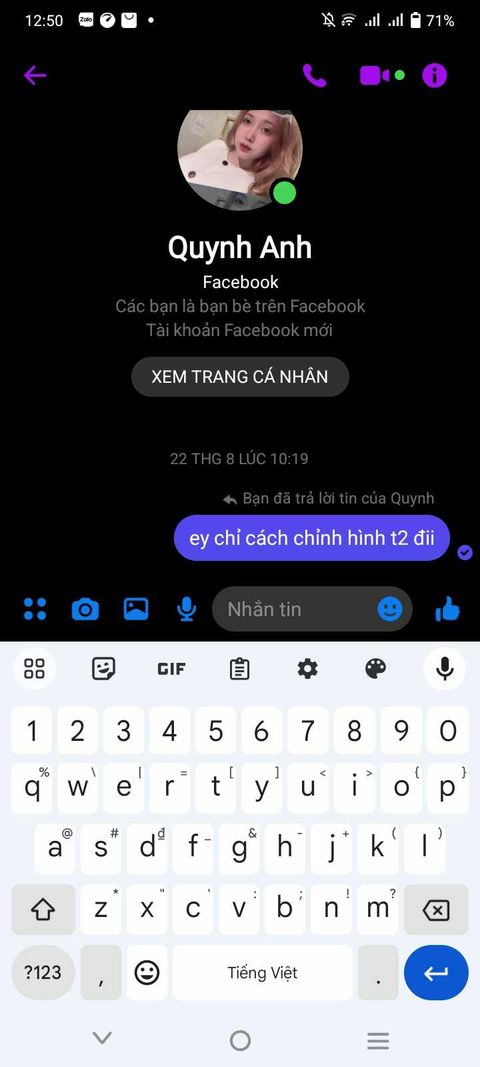 12:50
Zalo
71%
Quynh Anh
Facebook
Các bạn là bạn bè trên Facebook
Tài khoản Facebook mới
XEM TRANG CÁ NHÂN
22 THG 8 LÚC 10:19
Bạn đã trả lời tin của Quynh
ey chỉ cách chỉnh hình t2 đii
Nhắn tin
GIF
1 2 3 4 5 6 7 8 9 0
% \ | = [ ] < > { }
q w e r t y u i o p
@ # ₫ _ & - + ( )
a s d f g h j k l
* " ' : ; ! ?
z x c v b n m
?123 , Tiếng Việt .